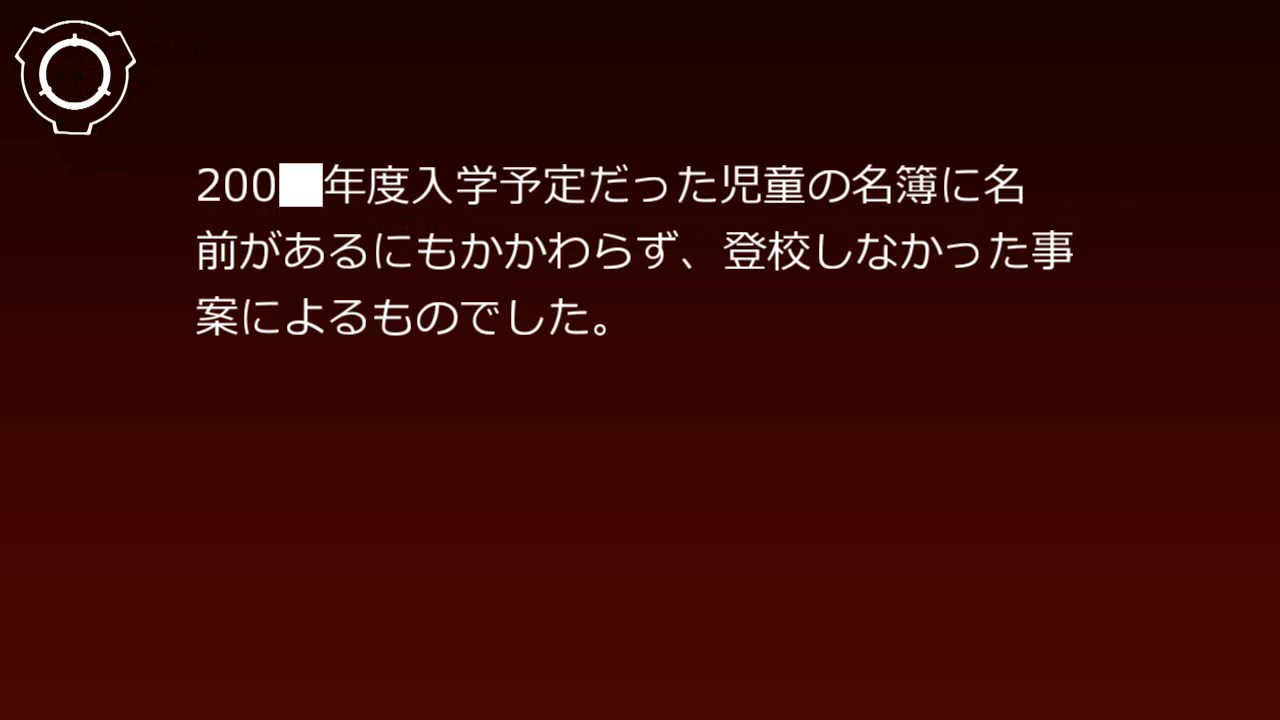 200█年度入学予定だった児童の名簿に名
前があるにもかかわらず、登校しなかった事
案によるものでした。